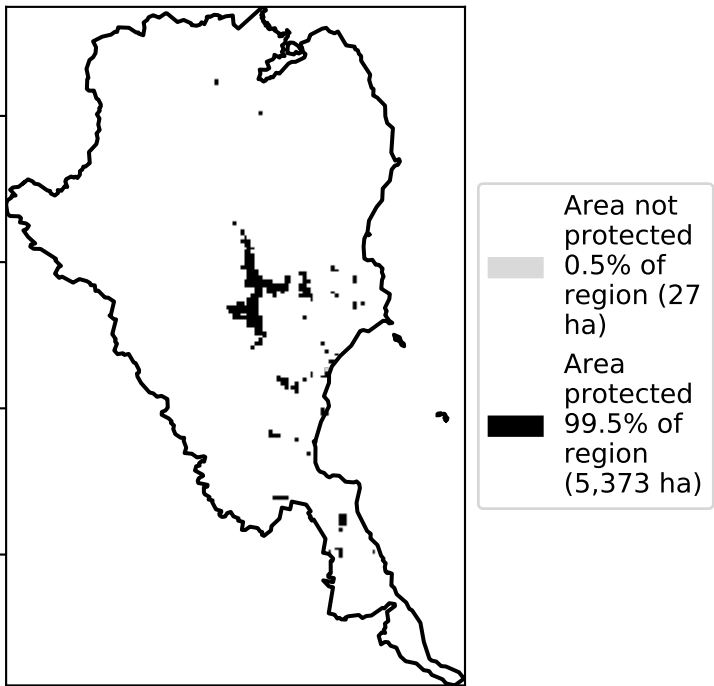 Area not
protected
0.5% of
region (27
ha)
Area
protected
99.5% of
region
(5,373 ha)